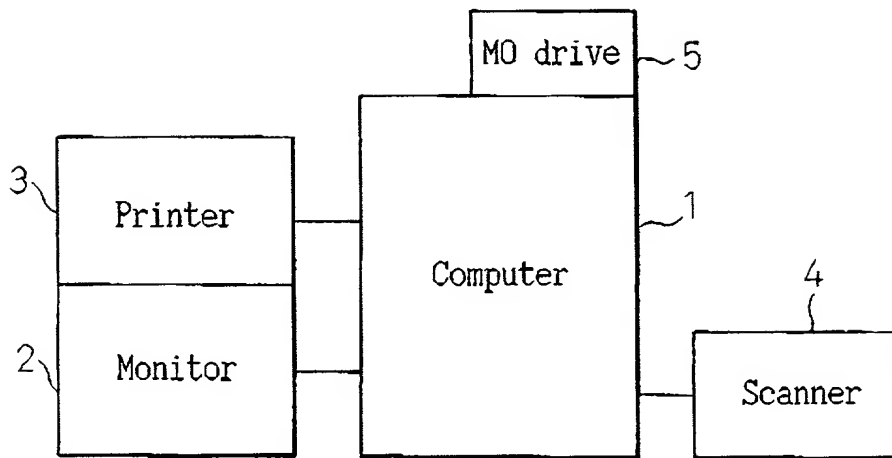 MO drive
5
3
Printer
1
Computer
4
2
Monitor
Scanner